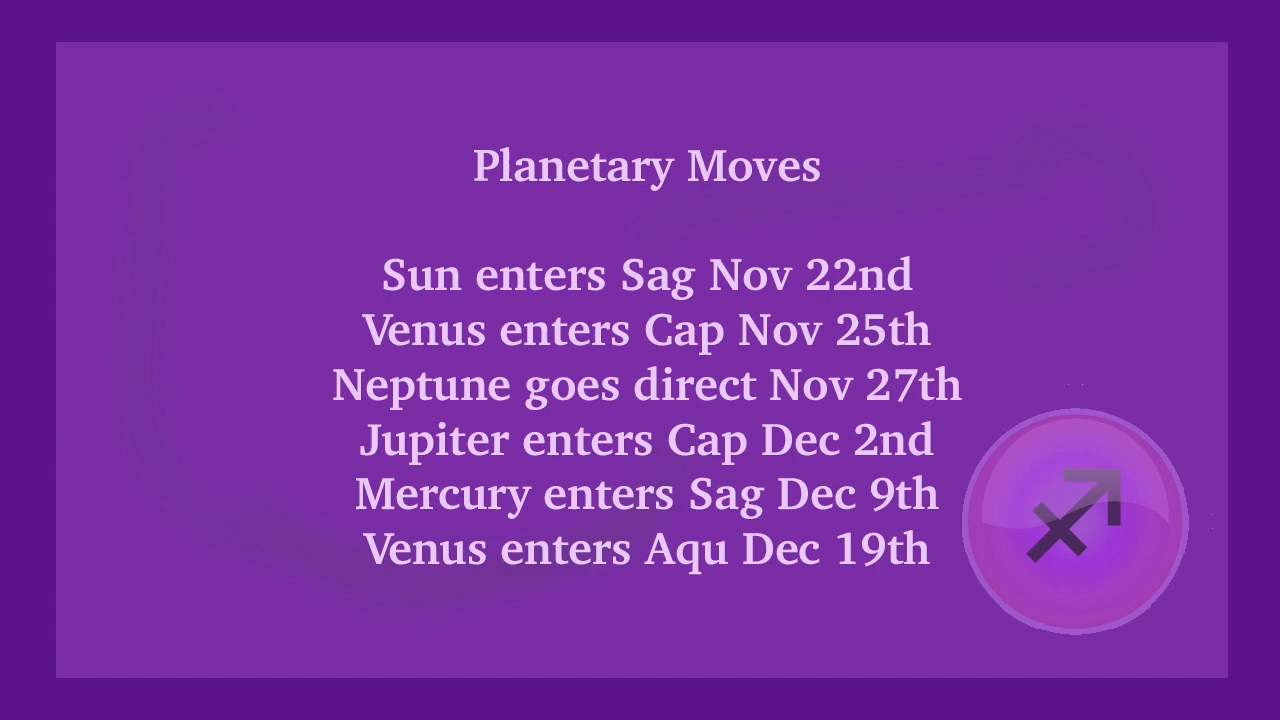 Planetary Moves
Sun enters Sag Nov 22nd
Venus enters Cap Nov 25th
Neptune goes direct Nov 27th
Jupiter enters Cap Dec 2nd
Mercury enters Sag Dec 9th
Venus enters Aqu Dec 19th